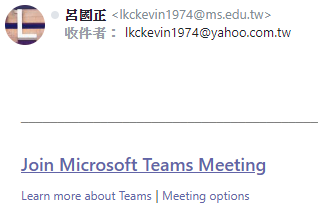 L
呂國正 <lkckevin1974@ms.edu.tw>
收件者： lkckevin1974@yahoo.com.tw
Join Microsoft Teams Meeting
Learn more about Teams | Meeting options